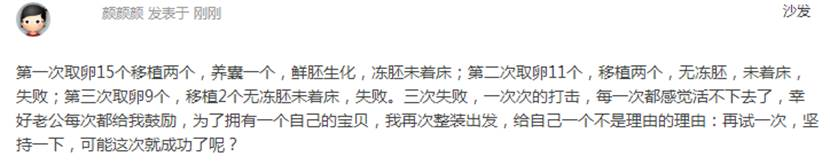 颜颜颜 发表于 刚刚
沙发
第一次取卵15个移植两个，养囊一个，鲜胚生化，冻胚未着床；第二次取卵11个，移植两个，无冻胚，未着床，
失败；第三次取卵9个，移植2个无冻胚未着床，失败。三次失败，一次次的打击，每一次都感觉活不下去了，幸
好老公每次都给我鼓励，为了拥有一个自己的宝贝，我再次整装出发，给自己一个不是理由的理由：再试一次，坚
持一下，可能这次就成功了呢？